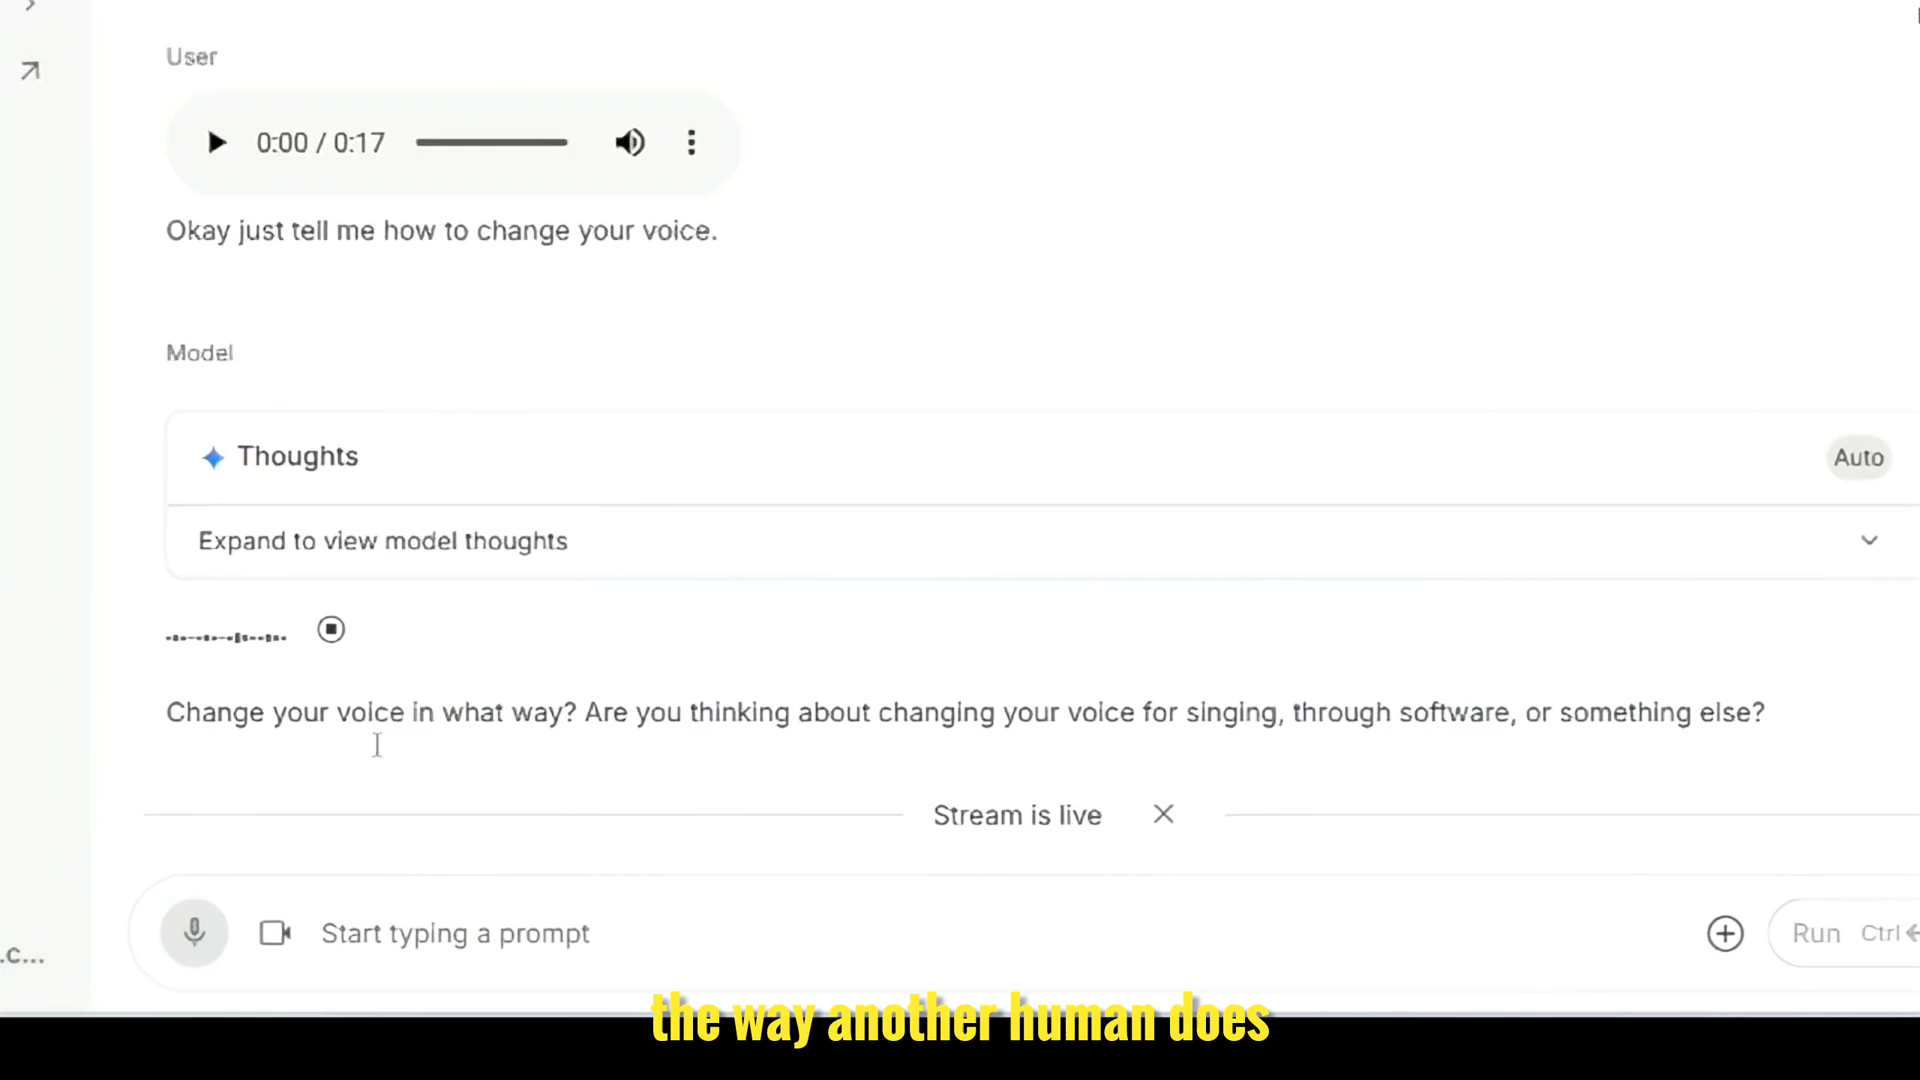 User
0:00 / 0:17
Okay just tell me how to change your voice.
Model
Thoughts
Auto
Expand to view model thoughts
Change your voice in what way? Are you thinking about changing your voice for singing, through software, or something else?
Stream is live
Start typing a prompt
Run Ctrl
.c...
the way another human does